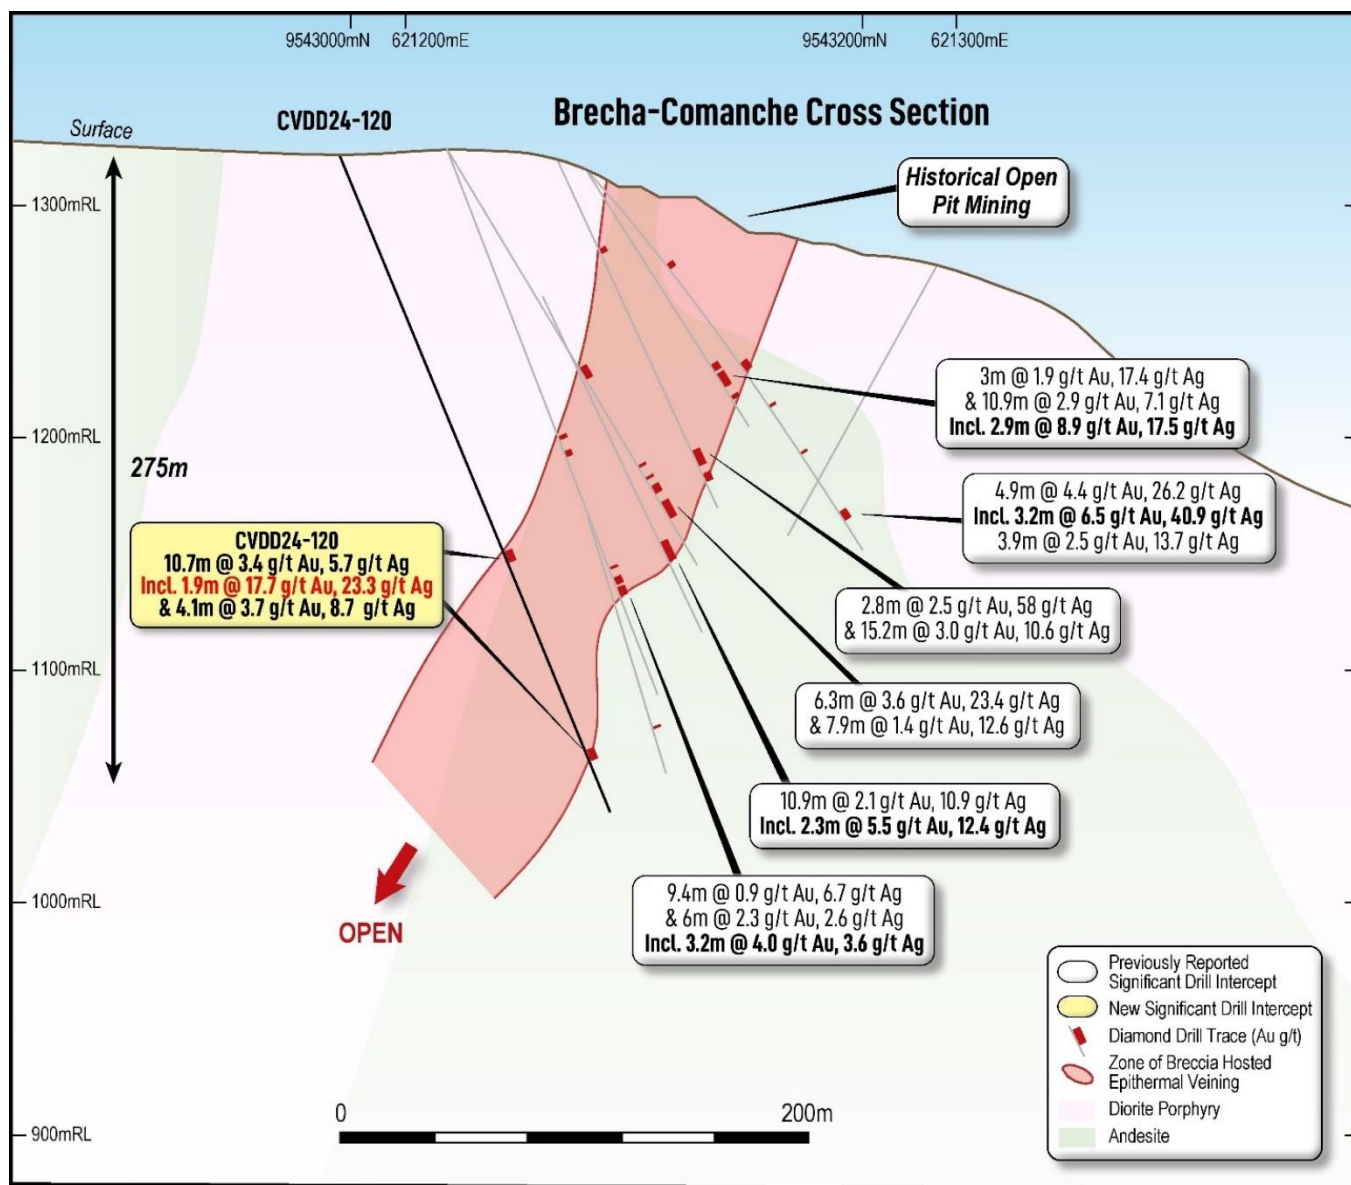 9543000mN 621200mE 9543200mN 621300mE
Brecha-Comanche Cross Section
CVDD24-120
Surface
Historical Open
Pit Mining
1300mRL
1200mRL
275m
1100mRL
1000mRL
900mRL
3m @ 1.9 g/t Au, 17.4 g/t Ag
& 10.9m @ 2.9 g/t Au, 7.1 g/t Ag
Incl. 2.9m @ 8.9 g/t Au, 17.5 g/t Ag
4.9m @ 4.4 g/t Au, 26.2 g/t Ag
Incl. 3.2m @ 6.5 g/t Au, 40.9 g/t Ag
3.9m @ 2.5 g/t Au, 13.7 g/t Ag
CVDD24-120
10.7m @ 3.4 g/t Au, 5.7 g/t Ag
Incl. 1.9m @ 17.7 g/t Au, 23.3 g/t Ag
& 4.1m @ 3.7 g/t Au, 8.7 g/t Ag
2.8m @ 2.5 g/t Au, 58 g/t Ag
& 15.2m @ 3.0 g/t Au, 10.6 g/t Ag
6.3m @ 3.6 g/t Au, 23.4 g/t Ag
& 7.9m @ 1.4 g/t Au, 12.6 g/t Ag
10.9m @ 2.1 g/t Au, 10.9 g/t Ag
Incl. 2.3m @ 5.5 g/t Au, 12.4 g/t Ag
9.4m @ 0.9 g/t Au, 6.7 g/t Ag
& 6m @ 2.3 g/t Au, 2.6 g/t Ag
Incl. 3.2m @ 4.0 g/t Au, 3.6 g/t Ag
OPEN
0 200m
Previously Reported
Significant Drill Intercept
New Significant Drill Intercept
Diamond Drill Trace (Au g/t)
Zone of Breccia Hosted
Epithermal Veining
Diorite Porphyry
Andesite